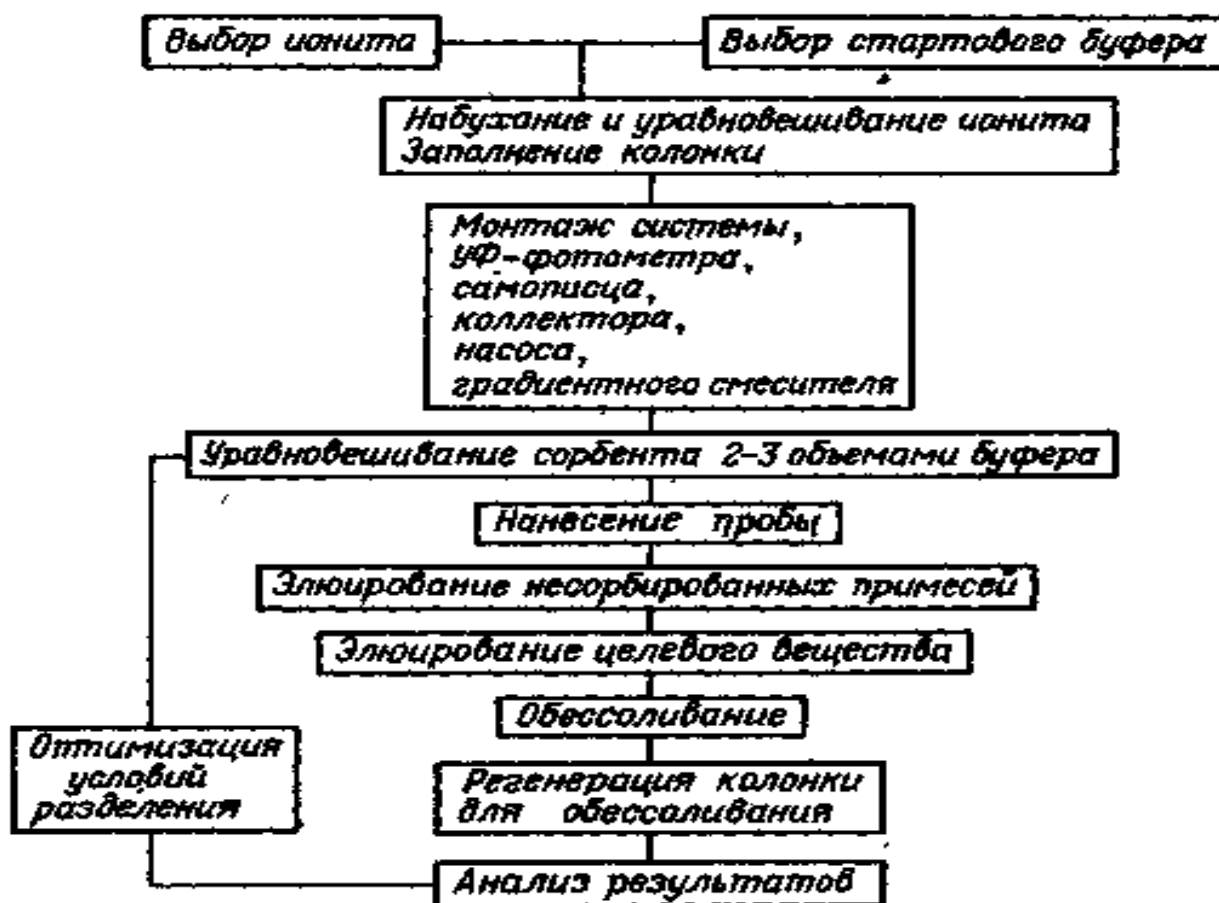 Выбор ионита
Выбор стартового буфера
Набухание и уравновешивание ионита
Заполнение колонки
Монтаж системы,
УФ-фотометра,
самописца,
коллектора,
насоса,
градиентного смесителя
Уравновешивание сорбента 2-3 объемами буфера
Нанесение пробы
Элюирование несорбированных примесей
Элюирование целевого вещества
Обессоливание
Оптимизация
условий
разделения
Регенерация колонки
для обессоливания
Анализ результатов